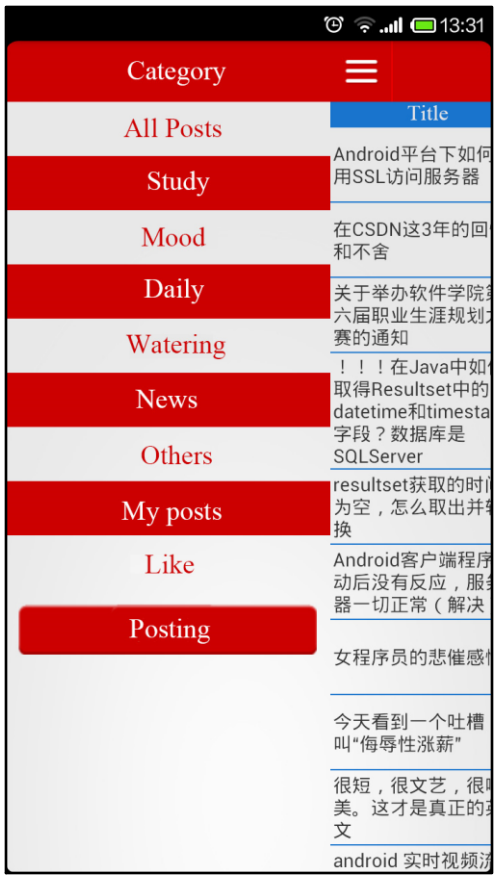 13:31
Category
All Posts
Study
Mood
Daily
Watering
News
Others
My posts
Like
Posting
Title
Android平台下如何
用SSL访问服务器
在CSDN这3年的回
和不舍
关于举办软件学院
六届职业生涯规划
赛的通知
！！！在Java中如何
取得Resultset中的
datetime和timesta
字段？数据库是
SQLServer
resultset获取的时间
为空，怎么取出并
换
Android客户端程序
动后没有反应，服务
器一切正常（解决
女程序员的悲催感
今天看到一个吐槽
叫“侮辱性涨薪”
很短，很文艺，很
美。这才是真正的
文
android 实时视频流